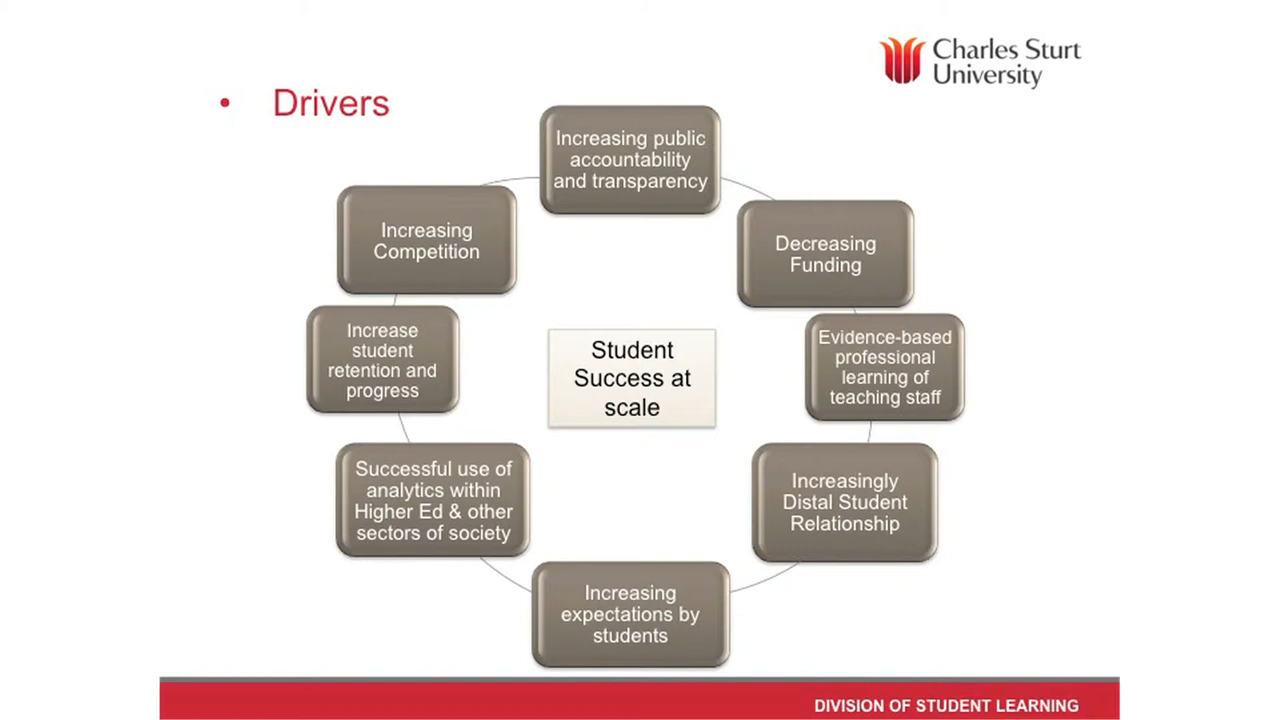 Charles Sturt
University
• Drivers
Increasing public
accountability
and transparency
Decreasing
Funding
Evidence-based
professional
learning of
teaching staff
Increasingly
Distal Student
Relationship
Increasing
expectations by
students
Successful use of
analytics within
Higher Ed & other
sectors of society
Increase
student
retention and
progress
Increasing
Competition
Student
Success at
scale
DIVISION OF STUDENT LEARNING